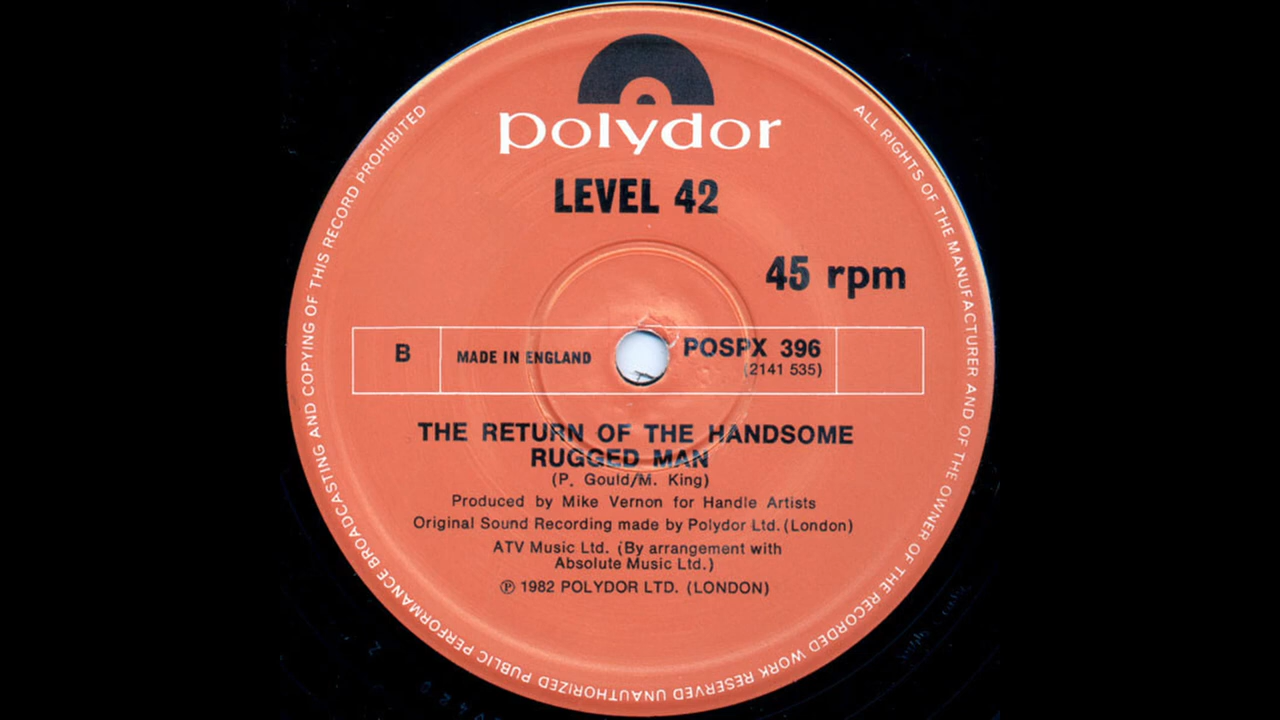 polydor
LEVEL 42
45 rpm
B
MADE IN ENGLAND
POSPX 396
(2141 535)
THE RETURN OF THE HANDSOME
RUGGED MAN
(P. Gould/M. King)
Produced by Mike Vernon for Handle Artists
Original Sound Recording made by Polydor Ltd. (London)
ATV Music Ltd. (By arrangement with
Absolute Music Ltd.)
℗ 1982 POLYDOR LTD. (LONDON)
ALL RIGHTS OF THE MANUFACTURER AND OF THE OWNER OF THE RECORDED WORK RESERVED UNAUTHORIZED PUBLIC PERFORMANCE BROADCASTING AND COPYING OF THIS RECORD PROHIBITED